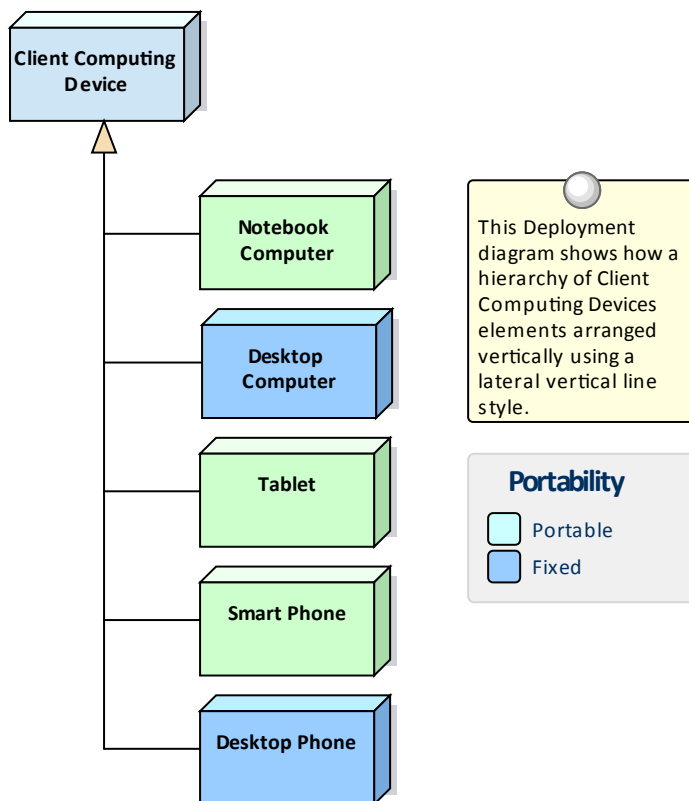 Client Computing
Device
Notebook
Computer
Desktop
Computer
Tablet
Smart Phone
Desktop Phone
This Deployment
diagram shows how a
hierarchy of Client
Computing Devices
elements arranged
vertically using a
lateral vertical line
style.
Portability
Portable
Fixed